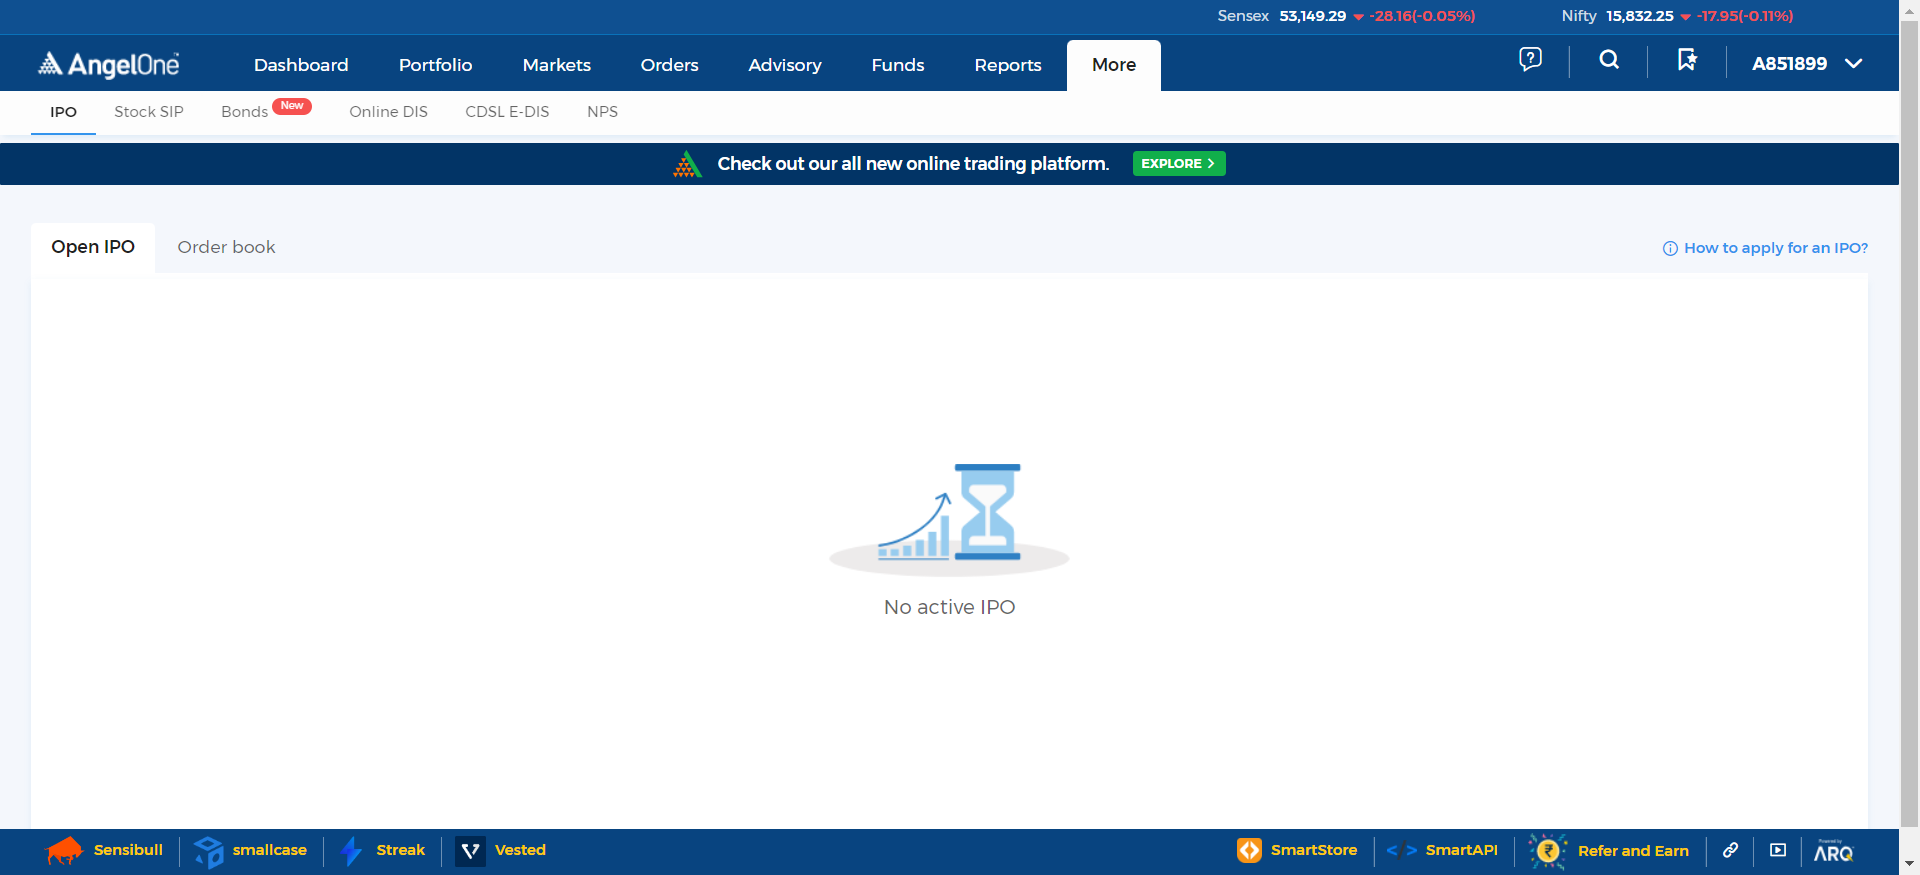 Sensex 53,149.29 -28.16(-0.05%) Nifty 15,832.25 -17.95(-0.11%)
AngelOne Dashboard Portfolio Markets Orders Advisory Funds Reports More A851899
IPO Stock SIP Bonds New Online DIS CDSL E-DIS NPS
Check out our all new online trading platform. EXPLORE >
Open IPO Order book How to apply for an IPO?
No active IPO
Sensibull smallcase Streak Vested SmartStore SmartAPI Refer and Earn Powered by ARQ